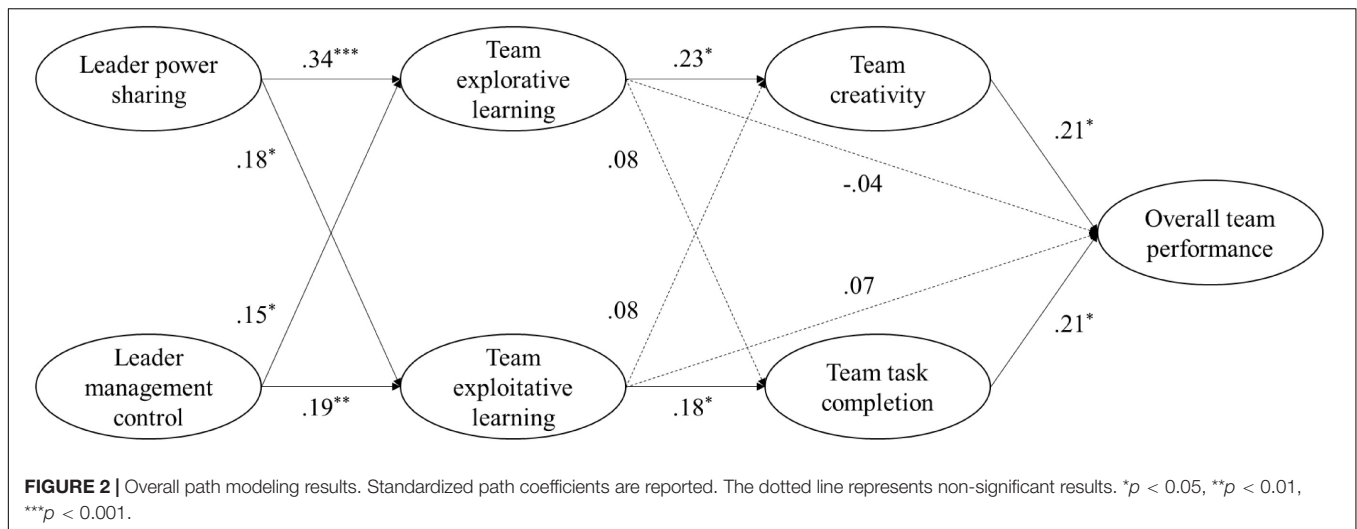 Leader power
sharing
.34***
Team
explorative
learning
.23*
Team
creativity
.18*
.08
-.04
.21*
Overall team
performance
.15*
.08
.07
.21*
Leader
management
control
.19**
Team
exploitative
learning
.18*
Team task
completion
FIGURE 2 | Overall path modeling results. Standardized path coefficients are reported. The dotted line represents non-significant results. *p < 0.05, **p < 0.01,
***p < 0.001.